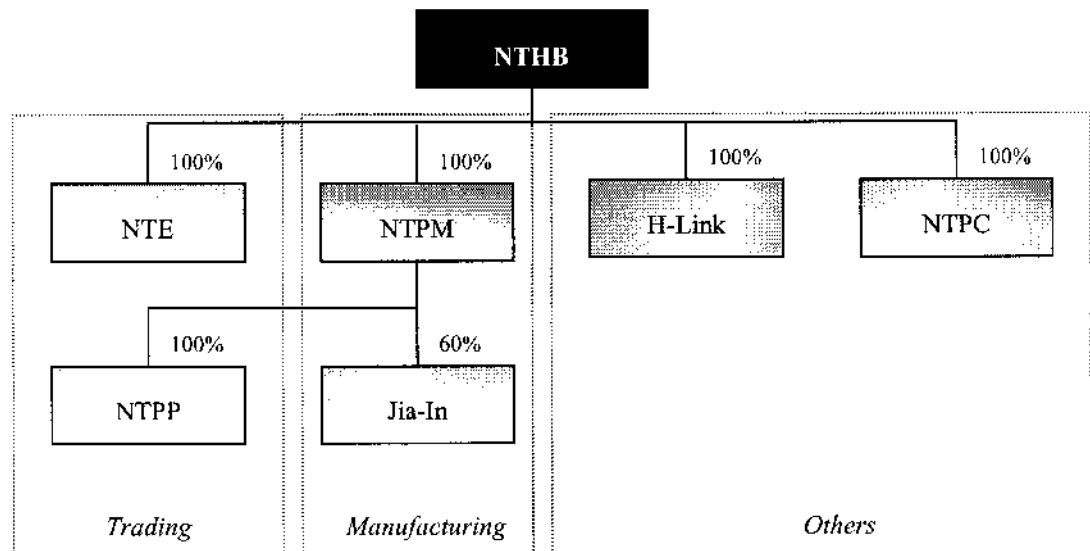 NTHB
100% 100% 100% 100%
NTE NTPM H-Link NTPC
100% 60%
NTPP Jia-In
Trading Manufacturing Others